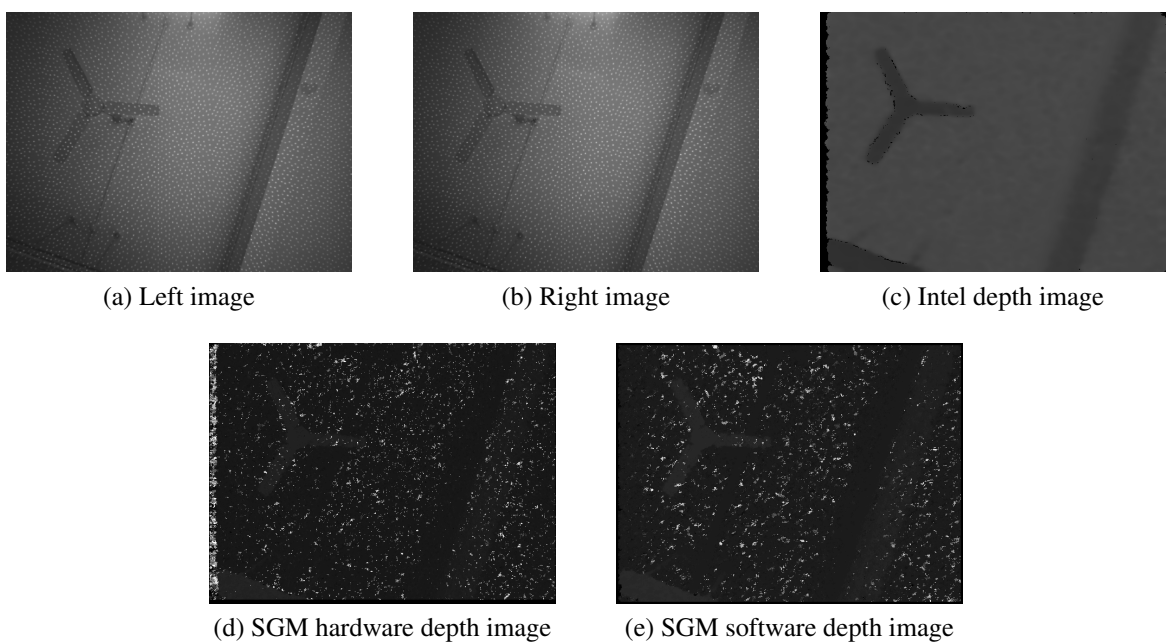 (a) Left image
(b) Right image
(c) Intel depth image
(d) SGM hardware depth image
(e) SGM software depth image